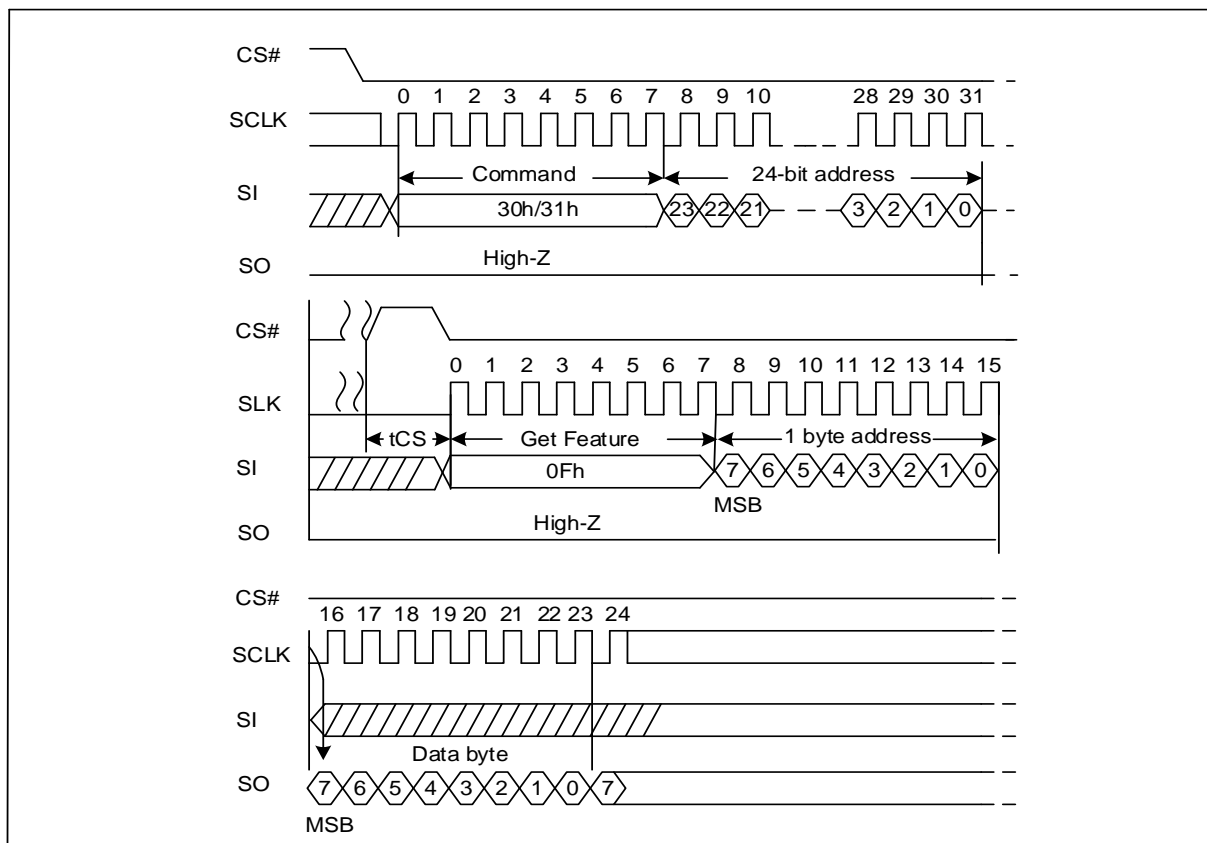 CS#
0 1 2 3 4 5 6 7 8 9 10 28 29 30 31
SCLK
Command 24-bit address
SI
30h/31h 23 22 21 3 2 1 0
High-Z
SO
CS#
0 1 2 3 4 5 6 7 8 9 10 11 12 13 14 15
SLK
tCS Get Feature 1 byte address
SI
0Fh 7 6 5 4 3 2 1 0
MSB
High-Z
SO
CS#
16 17 18 19 20 21 22 23 24
SCLK
SI
Data byte
SO 7 6 5 4 3 2 1 0 7
MSB